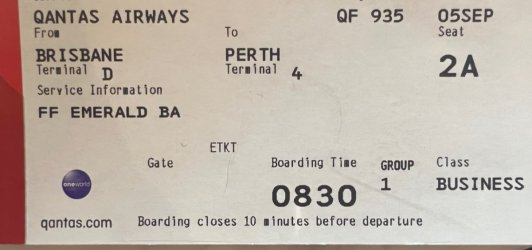 QANTAS AIRWAYS QF 935 05SEP
From To Seat
BRISBANE PERTH 2A
Terminal D Terminal 4
Service Information
FF EMERALD BA
ETKT
Gate Boarding Time GROUP Class
0830 1 BUSINESS
oneworld
qantas.com Boarding closes 10 minutes before departure